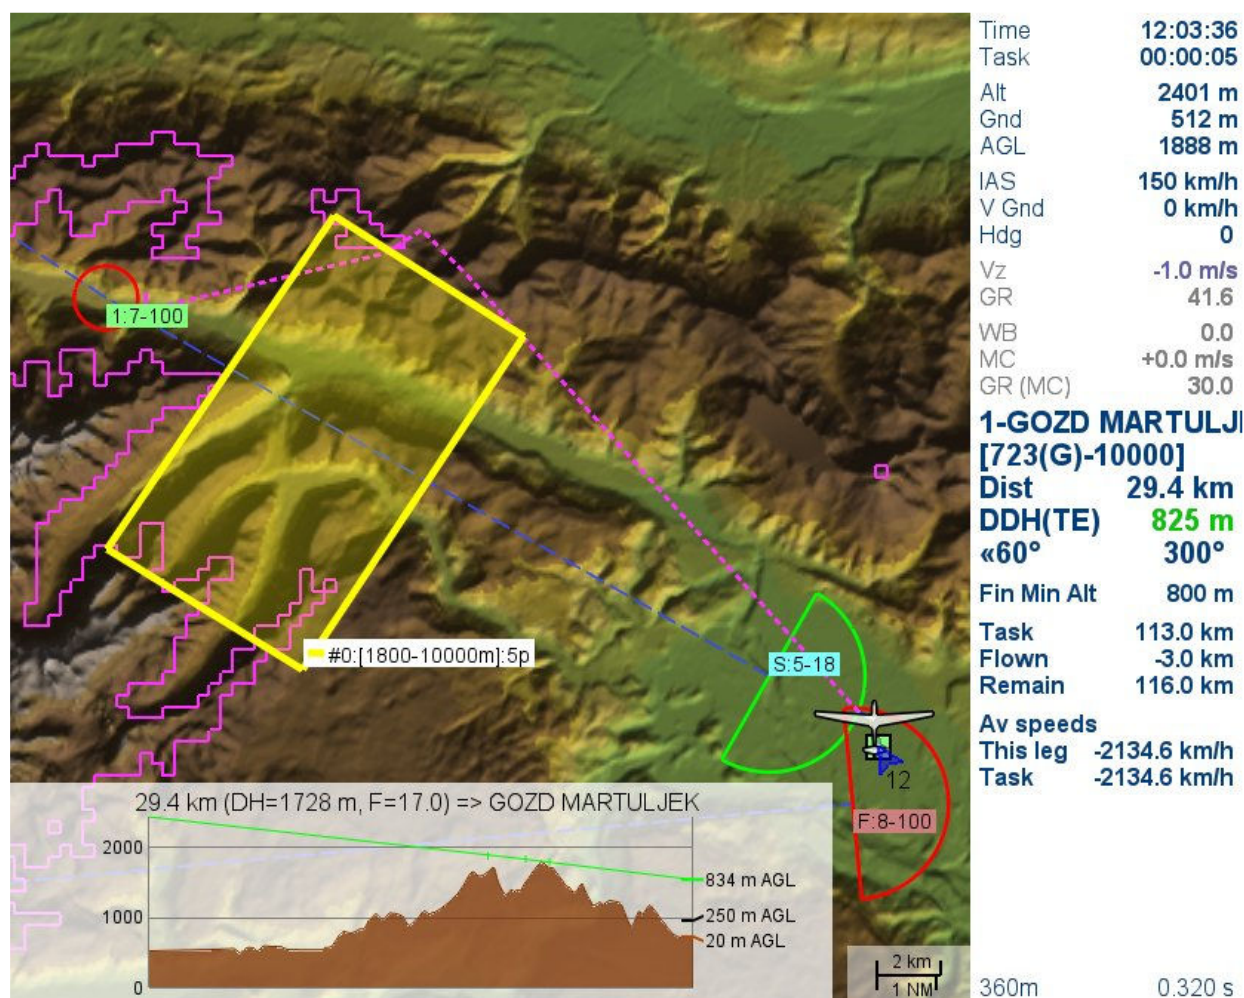 Time 12:03:36
Task 00:00:05
Alt 2401 m
Gnd 512 m
AGL 1888 m
IAS 150 km/h
V Gnd 0 km/h
Hdg 0
Vz -1.0 m/s
GR 41.6
WB 0.0
MC +0.0 m/s
GR (MC) 30.0
1-GOZD MARTULJ
[723(G)-10000]
Dist 29.4 km
DDH(TE) 825 m
«60° 300°
Fin Min Alt 800 m
Task 113.0 km
Flown -3.0 km
Remain 116.0 km
Av speeds
This leg -2134.6 km/h
Task -2134.6 km/h
360m 0.320 s
1:7-100
#0:[1800-10000m]:5p
S:5-18
12
F:8-100
29.4 km (DH=1728 m, F=17.0) => GOZD MARTULJEK
2000
1000
0
834 m AGL
250 m AGL
20 m AGL
2 km
1 NM